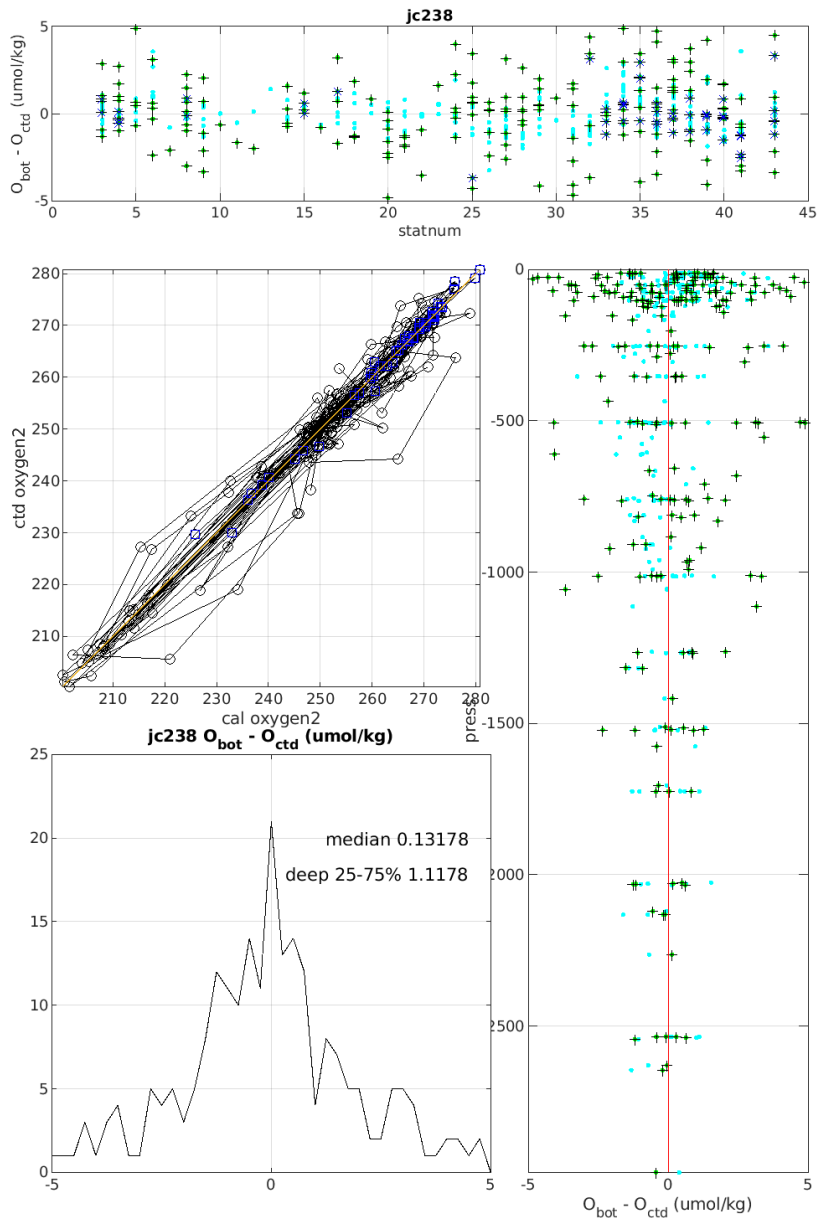 jc238
O_bot - O_ctd (umol/kg)
5
0
-5
0 5 10 15 20 25 30 35 40 45
statnum
280
270
260
250
240
230
220
210
ctd oxygen2
210 220 230 240 250 260 270 280
cal oxygen2
0
-500
-1000
-1500
2000
2500
press
-5 0 5
O_bot - O_ctd (umol/kg)
jc238 O_bot - O_ctd (umol/kg)
25
20
15
10
5
0
median 0.13178
deep 25-75% 1.1178
-5 0 5